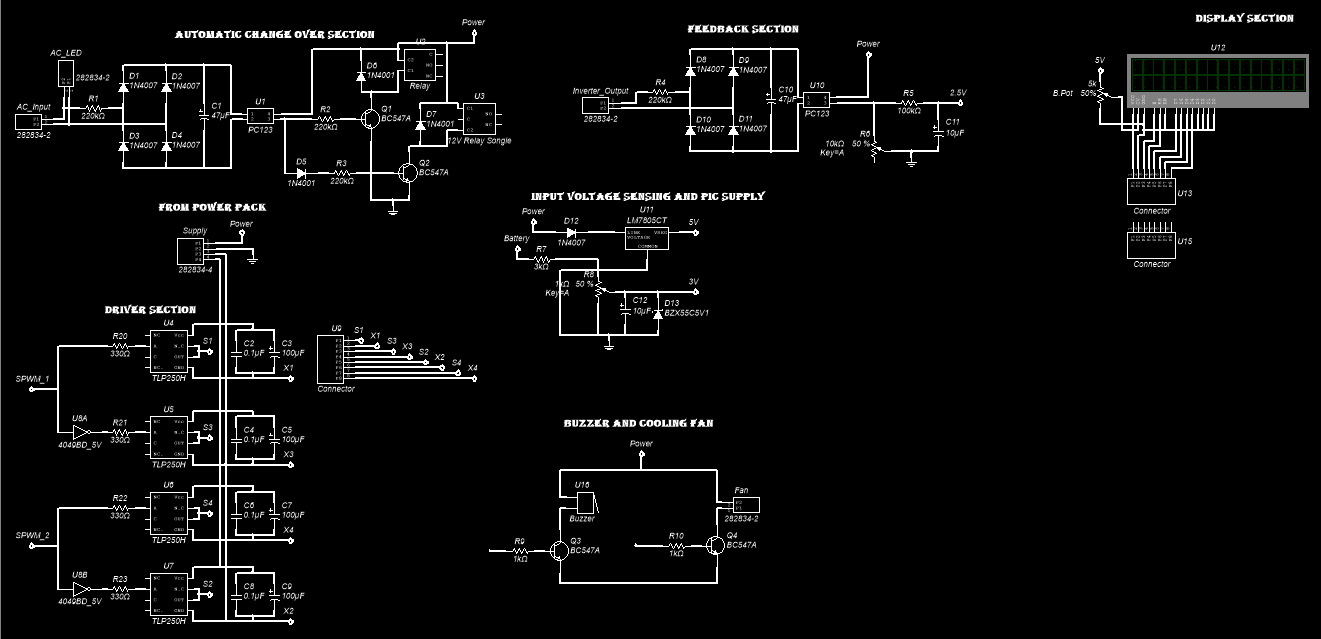 AUTOMATIC CHANGE OVER SECTION
AC_LED
282834-2
AC_Input
282834-2
R1
220kΩ
D1
1N4007
D2
1N4007
D3
1N4007
D4
1N4007
C1
47µF
U1
PC123
R2
220kΩ
D5
1N4001
R3
220kΩ
D6
1N4001
Q1
BC547A
Relay
Power
D7
1N4001
U3
12V Relay Songle
Q2
BC547A
FEEDBACK SECTION
Inverter_Output
282834-2
R4
220kΩ
D8
1N4007
D9
1N4007
D10
1N4007
D11
1N4007
C10
47µF
U10
PC123
Power
R5
100kΩ
2.5V
R6
10kΩ
50 %
Key=A
C11
10µF
DISPLAY SECTION
U12
5V
5k
50%
B.Pot
U13
Connector
U15
Connector
FROM POWER PACK
Supply
Power
282834-4
INPUT VOLTAGE SENSING AND PIC SUPPLY
Power
D12
1N4007
U11
LM7805CT
LINE VREG
VOLTAGE
COMMON
5V
Battery
R7
3kΩ
R8
1kΩ
50 %
Key=A
3V
C12
10µF
D13
BZX55C5V1
DRIVER SECTION
SPWM_1
R20
330Ω
U4
TLP250H
S1
C2
0.1µF
C3
100µF
X1
U8A
4049BD_5V
R21
330Ω
U5
TLP250H
S3
C4
0.1µF
C5
100µF
X3
SPWM_2
R22
330Ω
U6
TLP250H
S4
C6
0.1µF
C7
100µF
X4
U8B
4049BD_5V
R23
330Ω
U7
TLP250H
S2
C8
0.1µF
C9
100µF
X2
U9
Connector
S1
X1
S3
X3
S2
X2
S4
X4
BUZZER AND COOLING FAN
Power
U16
Buzzer
Fan
282834-2
R9
1kΩ
Q3
BC547A
R10
1kΩ
Q4
BC547A